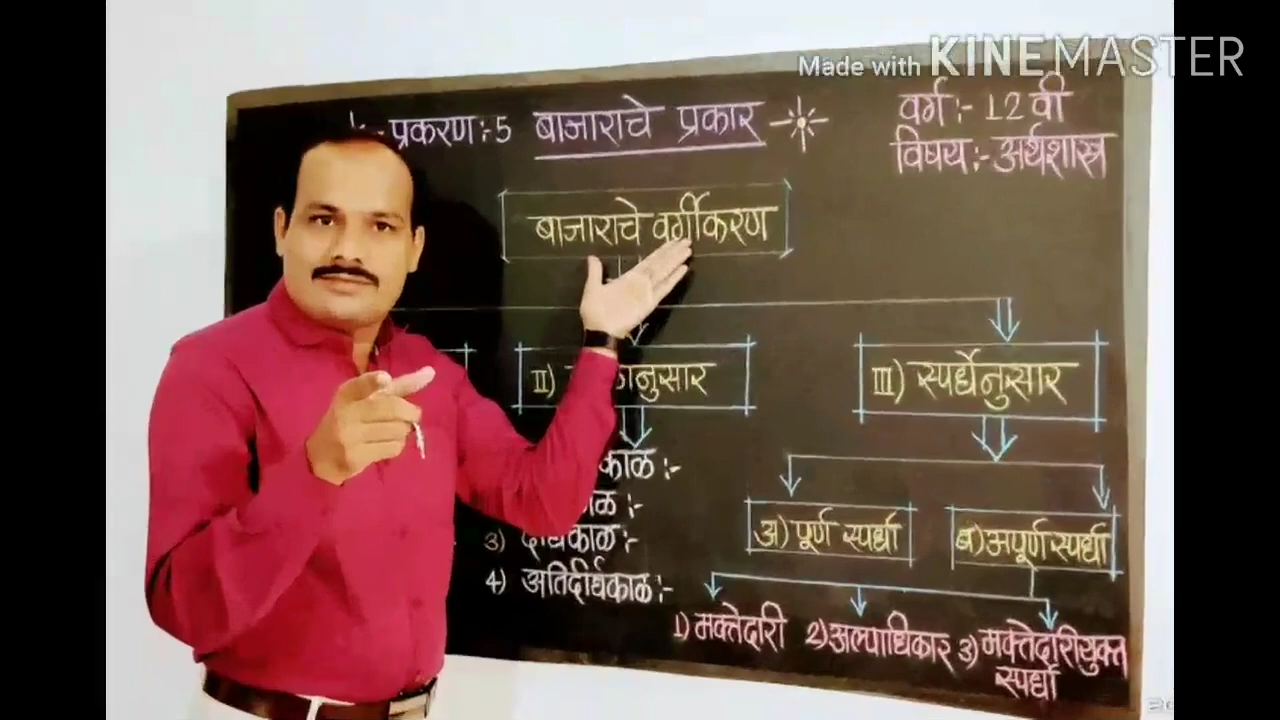 Made with KINEMASTER
प्रकरण :- 5 बाजाराचे प्रकार
वर्ग :- 12 वी
विषय :- अर्थशास्त्र
बाजाराचे वर्गीकरण
II)
III) स्पर्धेनुसार
3) दीर्घकाळ :-
4) अतिदीर्घकाळ :-
अ) पूर्ण स्पर्धा
ब) अपूर्ण स्पर्धा
1) मक्तेदारी 2) अल्पाधिकार 3) मक्तेदारीयुक्त
स्पर्धा